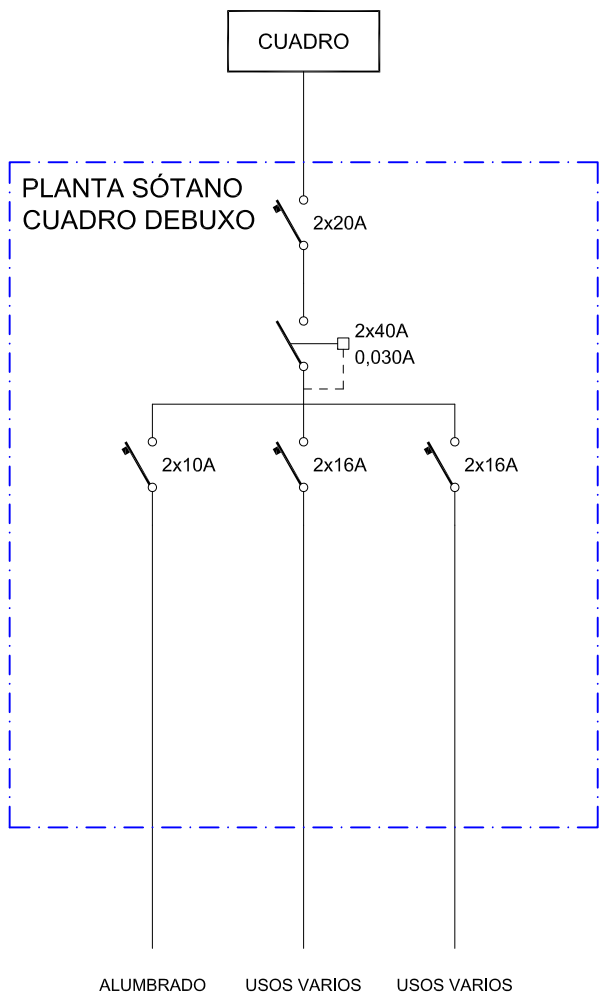 CUADRO
PLANTA SÓTANO
CUADRO DEBUXO
2x20A
2x40A
0,030A
2x10A
2x16A
2x16A
ALUMBRADO
USOS VARIOS
USOS VARIOS